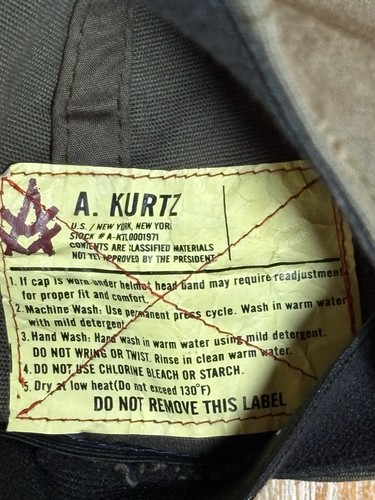 A. KURTZ
U.S. / NEW YORK, NEW YORK
STOCK # A-KTL0001971
CONTENTS ARE CLASSIFIED MATERIALS
NOT YET APPROVED BY THE PRESIDENT
1. If cap is worn under helmet head band may require readjustment
for proper fit and comfort.
2. Machine Wash: Use permanent press cycle. Wash in warm water
with mild detergent.
3. Hand Wash: Hand wash in warm water using mild detergent.
DO NOT WRING OR TWIST. Rinse in clean warm water.
4. DO NOT USE CHLORINE BLEACH OR STARCH.
5. Dry at low heat(Do not exceed 130°F)
DO NOT REMOVE THIS LABEL